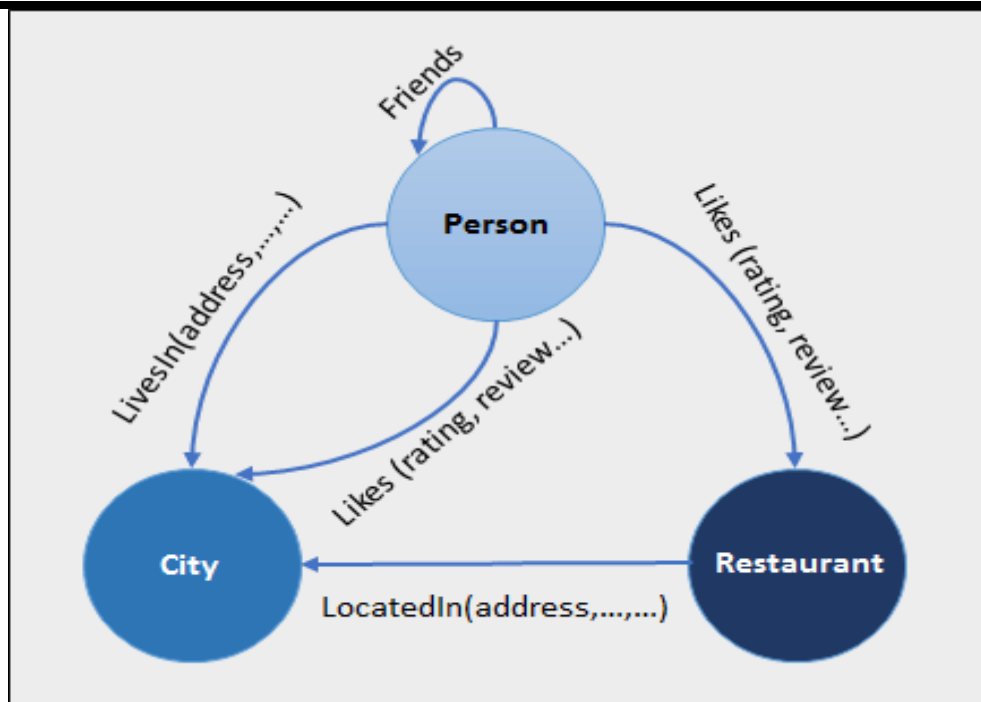 Friends
Person
LivesIn(address,...,...)
Likes (rating, review...)
Likes (rating, review...)
City
Restaurant
LocatedIn(address,...,...)